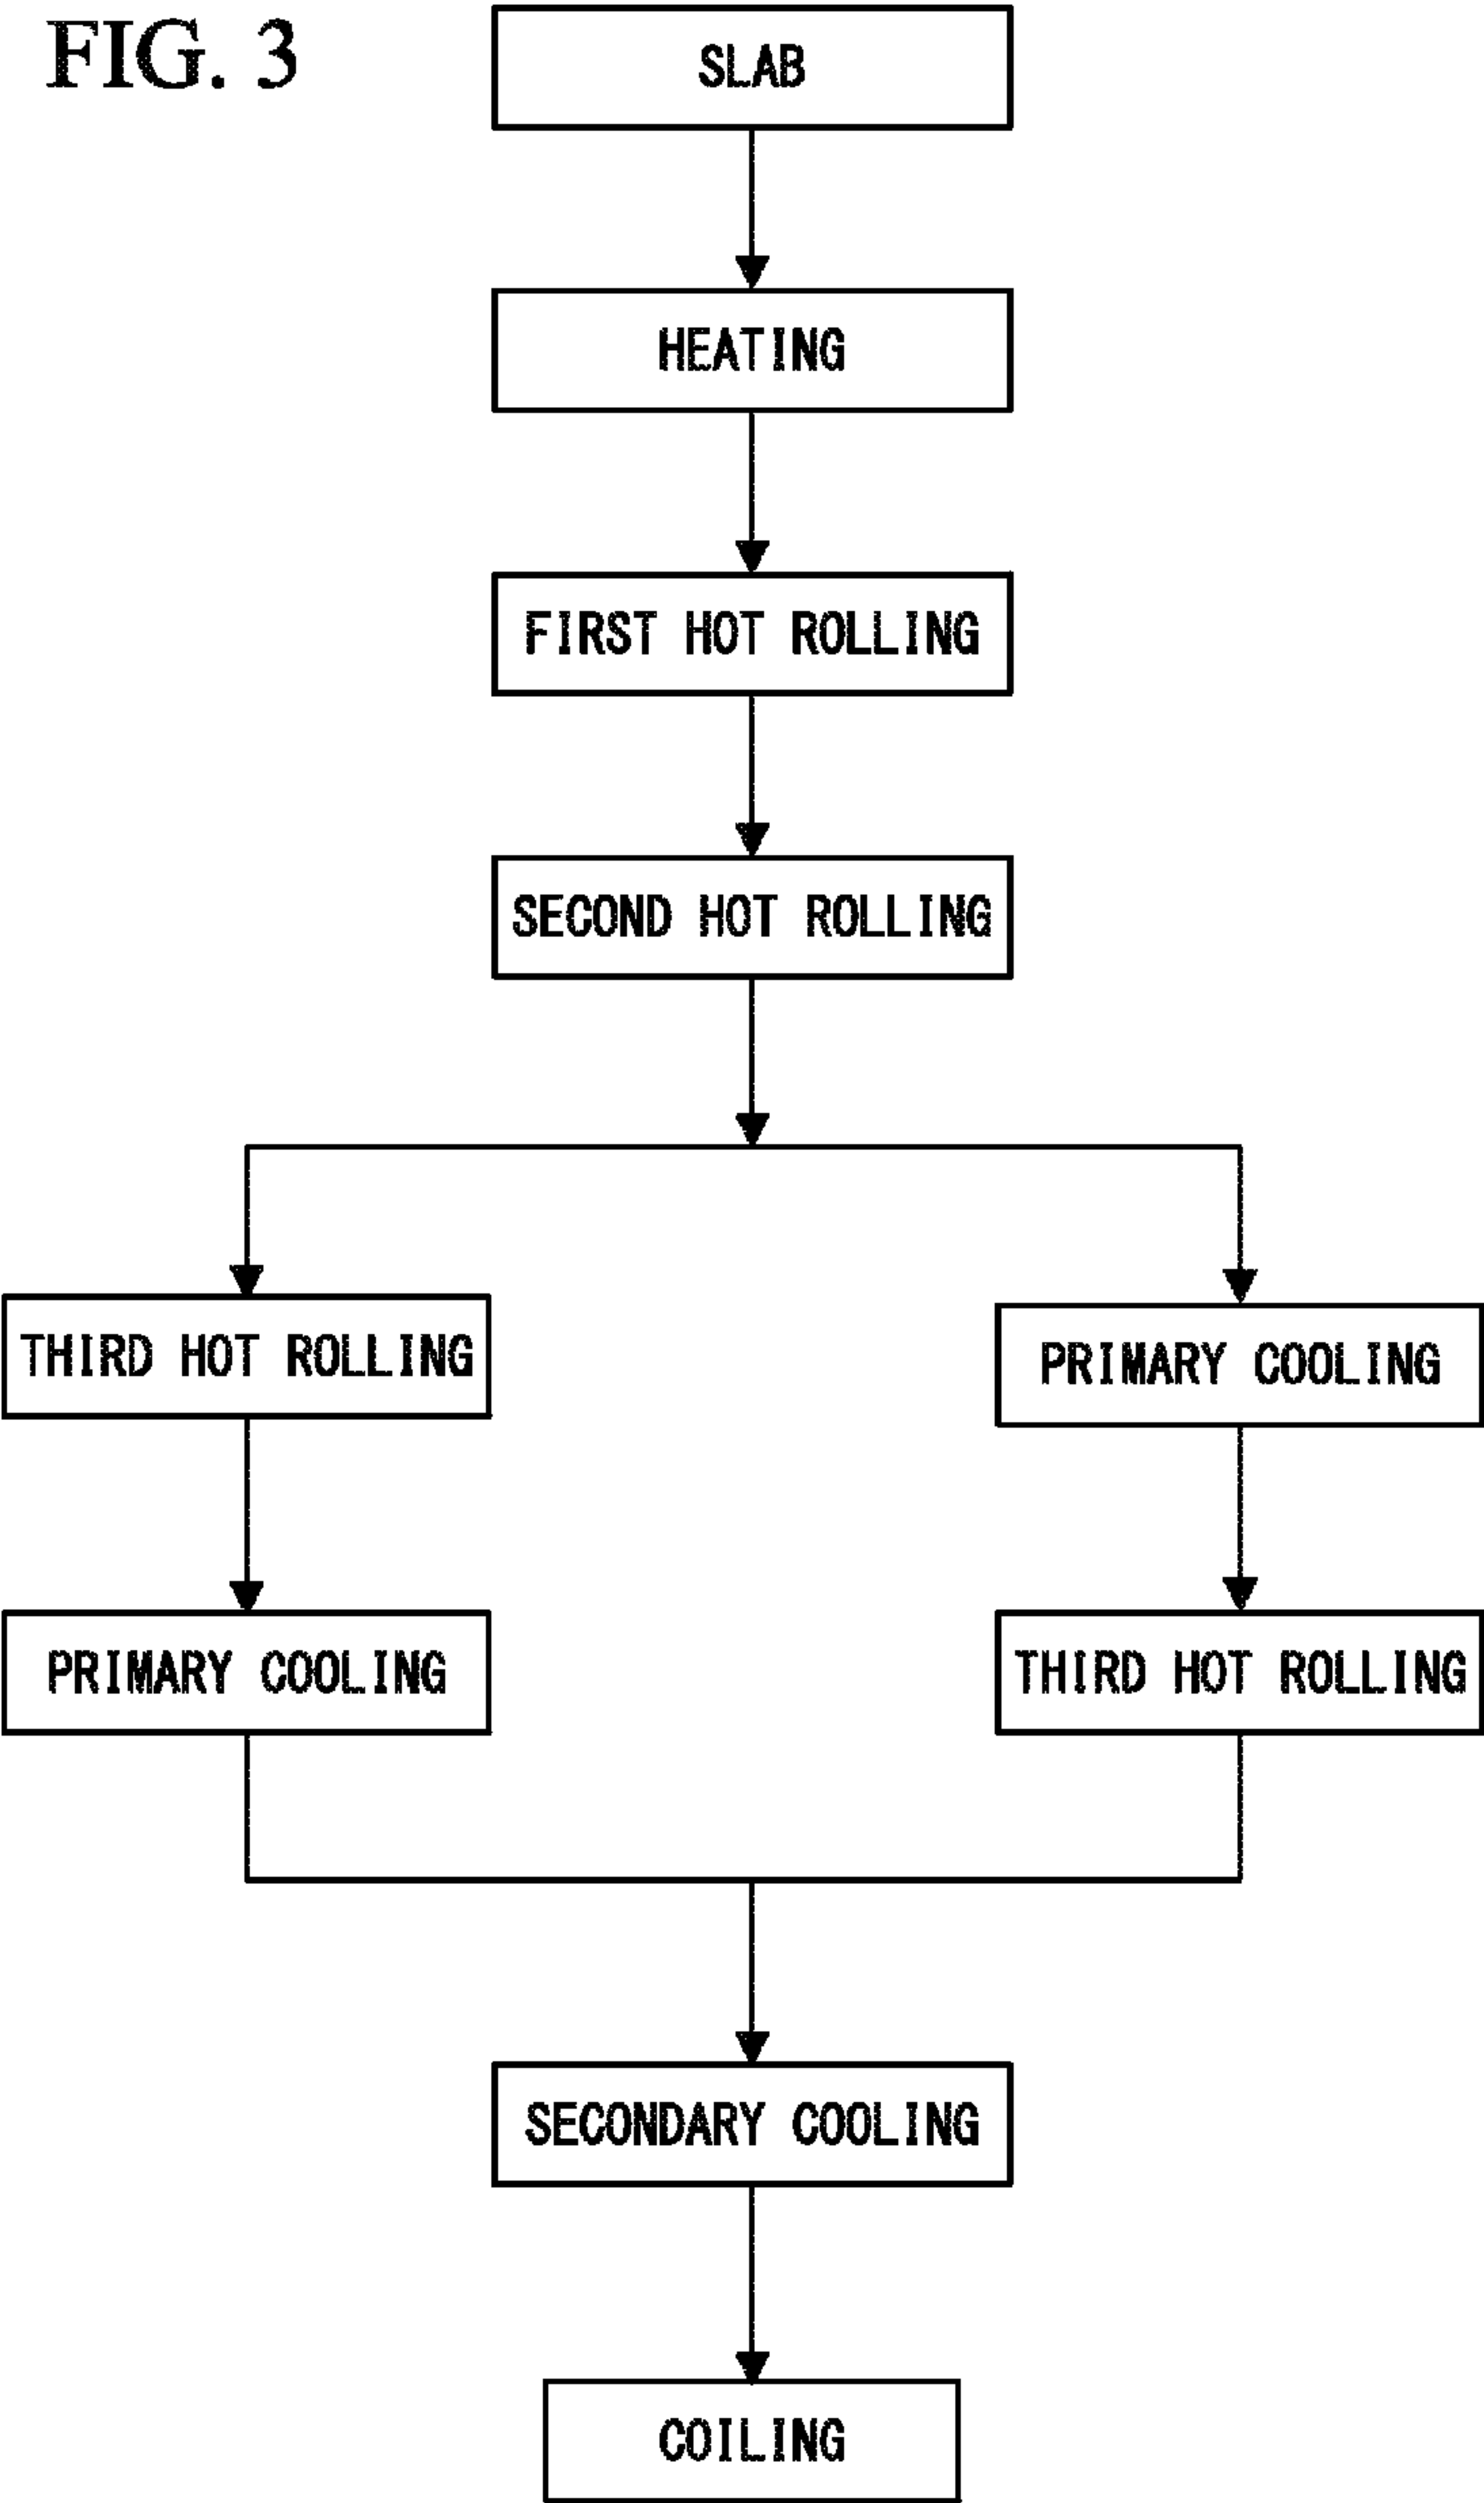 FIG. 3
SLAB
HEATING
FIRST HOT ROLLING
SECOND HOT ROLLING
THIRD HOT ROLLING
PRIMARY COOLING
PRIMARY COOLING
THIRD HOT ROLLING
SECONDARY COOLING
COILING